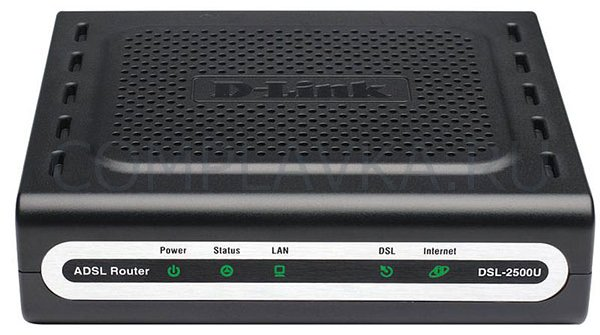 D-Link
COMPLAVKA.RU
Power Status LAN DSL Internet
ADSL Router DSL-2500U